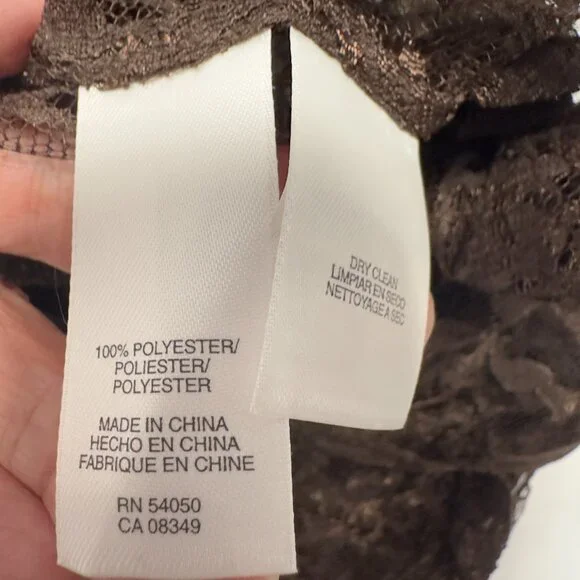 100% POLYESTER/
POLIESTER/
POLYESTER
MADE IN CHINA
HECHO EN CHINA
FABRIQUE EN CHINE
RN 54050
CA 08349
DRY CLEAN
LIMPIAR EN SECO
NETTOYAGE A SEC